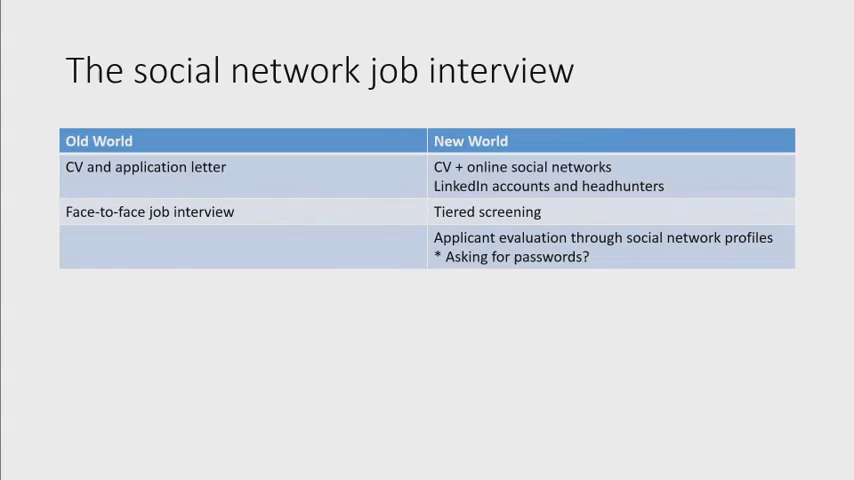 The social network job interview
Old World
New World
CV and application letter
CV + online social networks
LinkedIn accounts and headhunters
Face-to-face job interview
Tiered screening
Applicant evaluation through social network profiles
* Asking for passwords?